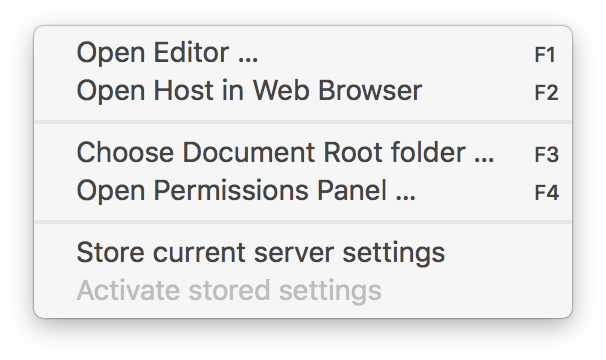 Open Editor ... F1
Open Host in Web Browser F2
Choose Document Root folder ... F3
Open Permissions Panel ... F4
Store current server settings
Activate stored settings